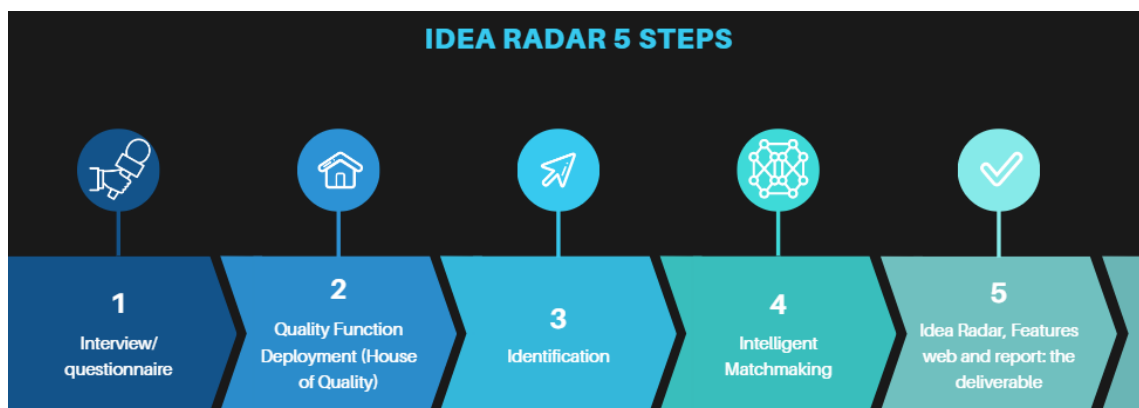 IDEA RADAR 5 STEPS
1
Interview/
questionnaire
2
Quality Function
Deployment (House
of Quality)
3
Identification
4
Intelligent
Matchmaking
5
Idea Radar, Features
web and report: the
deliverable